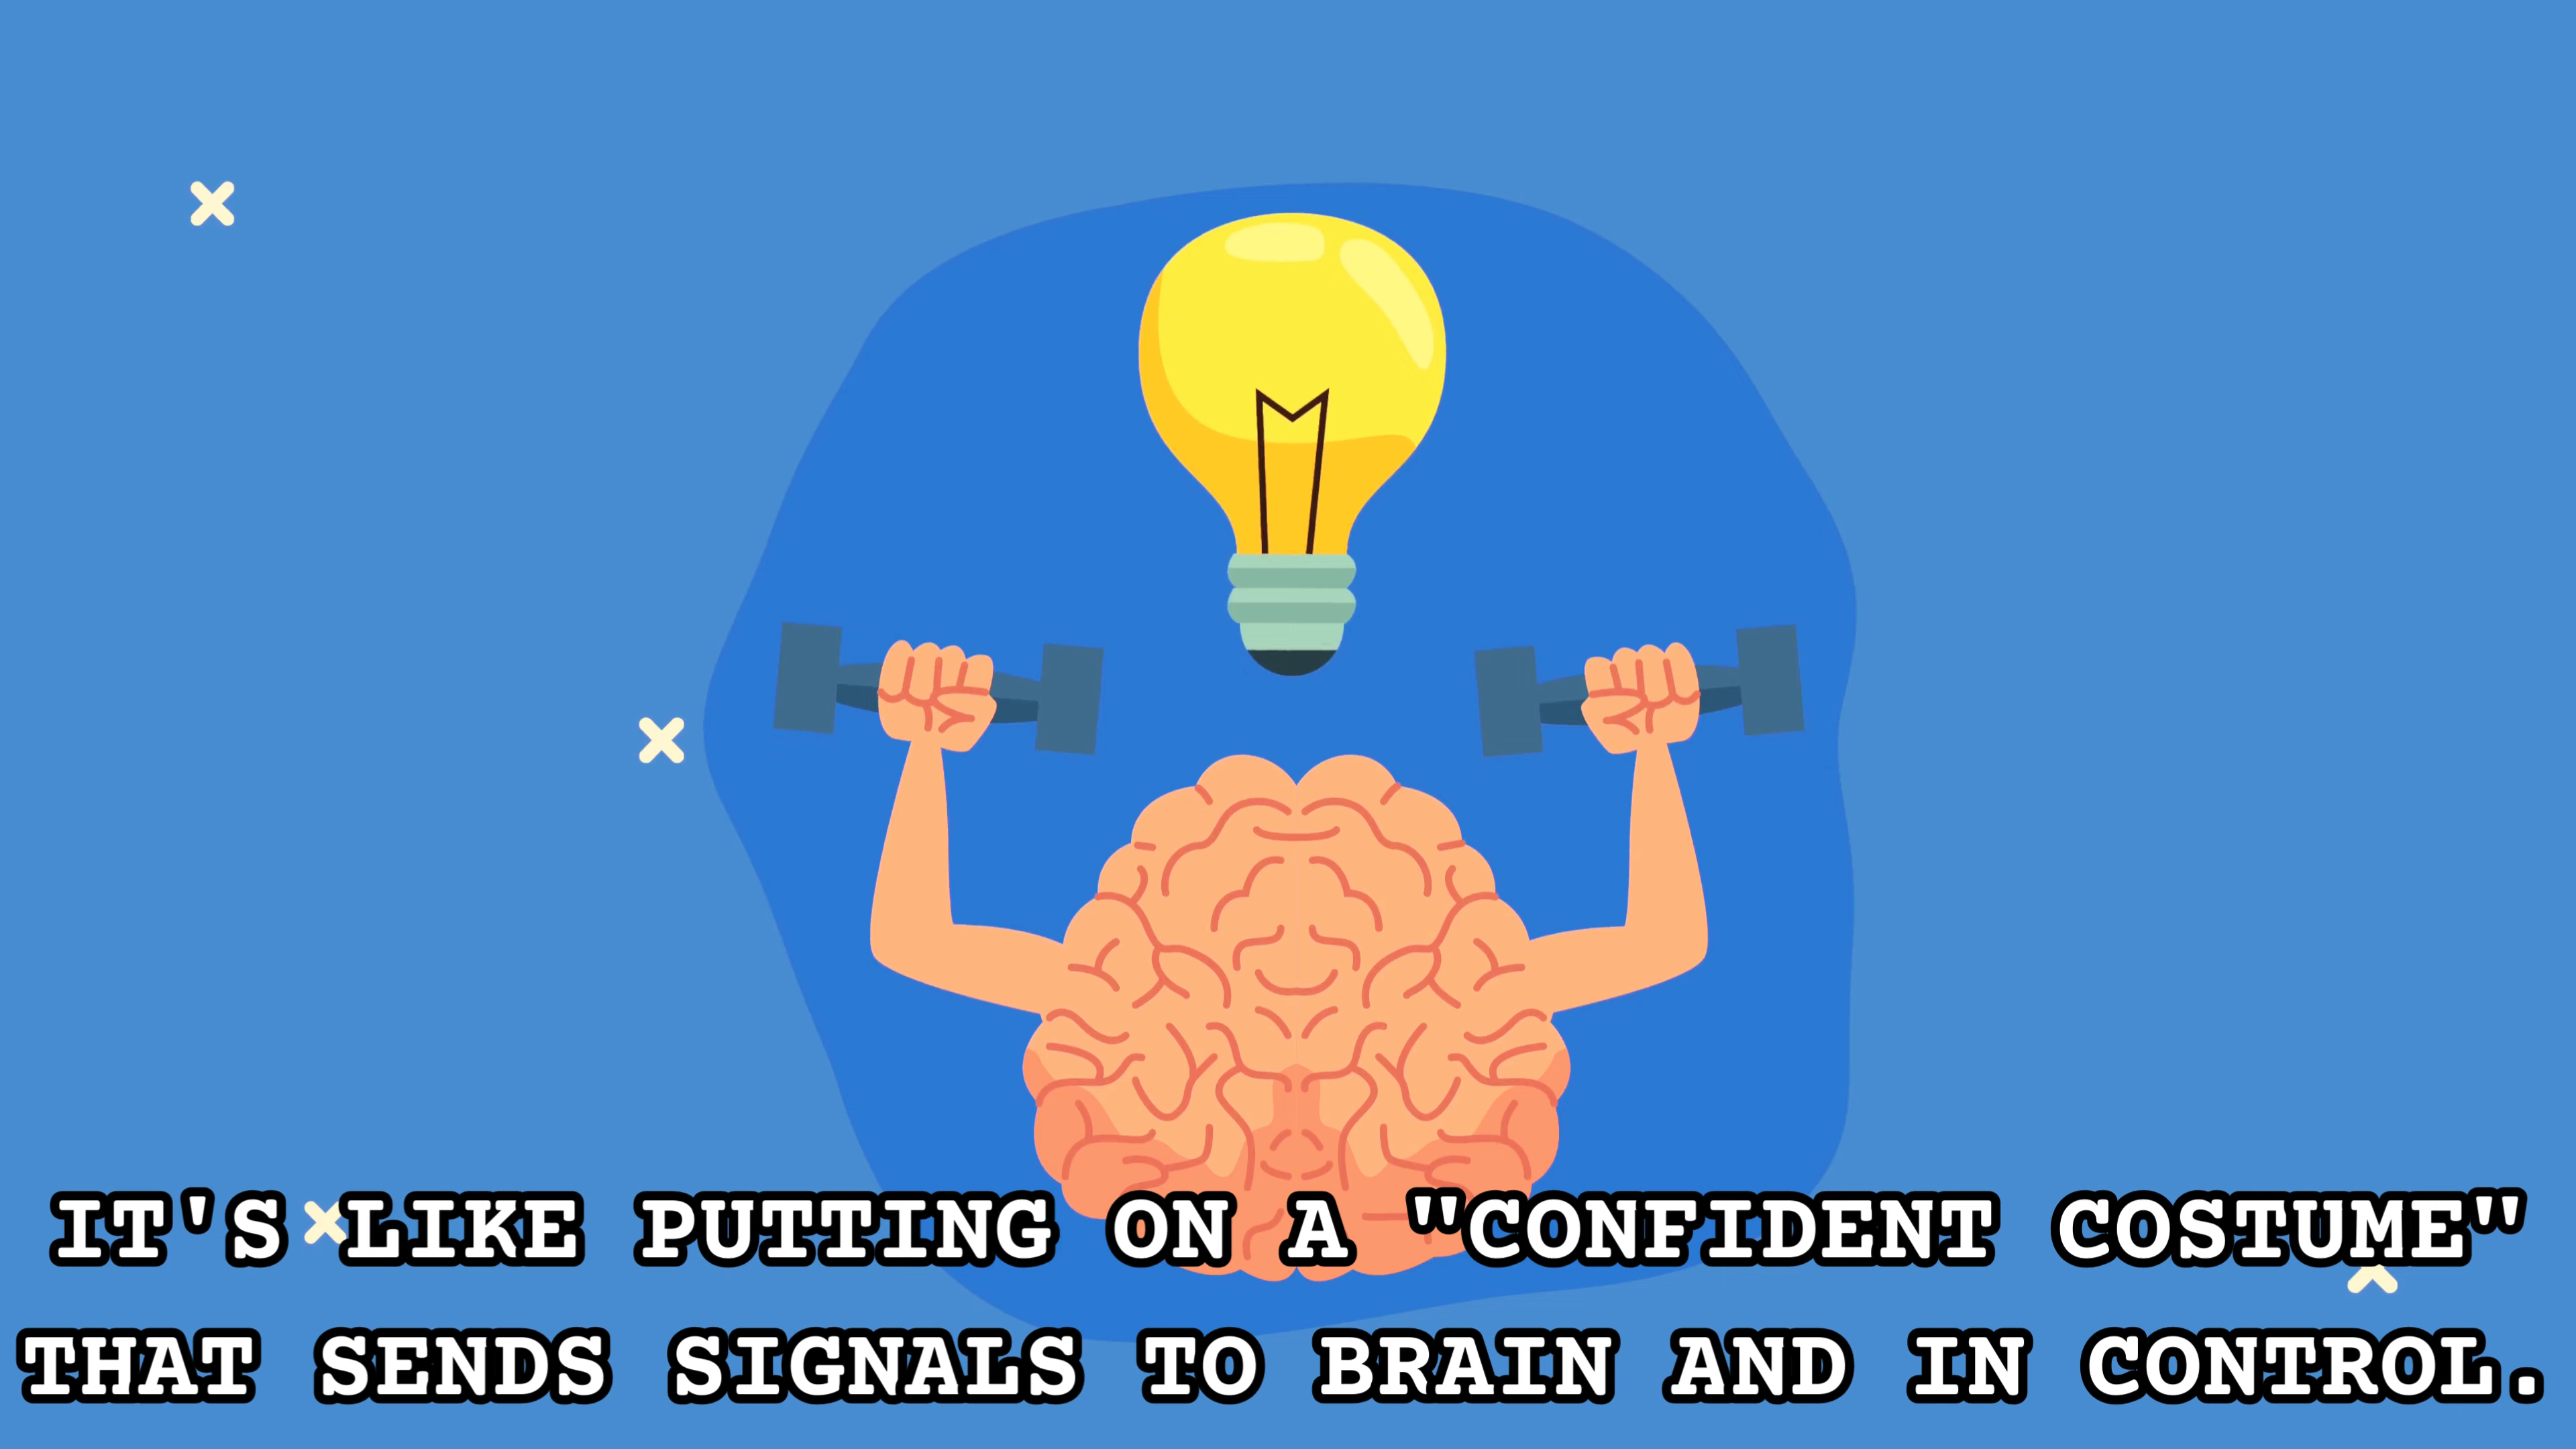 IT'S LIKE PUTTING ON A "CONFIDENT COSTUME"
THAT SENDS SIGNALS TO BRAIN AND IN CONTROL.